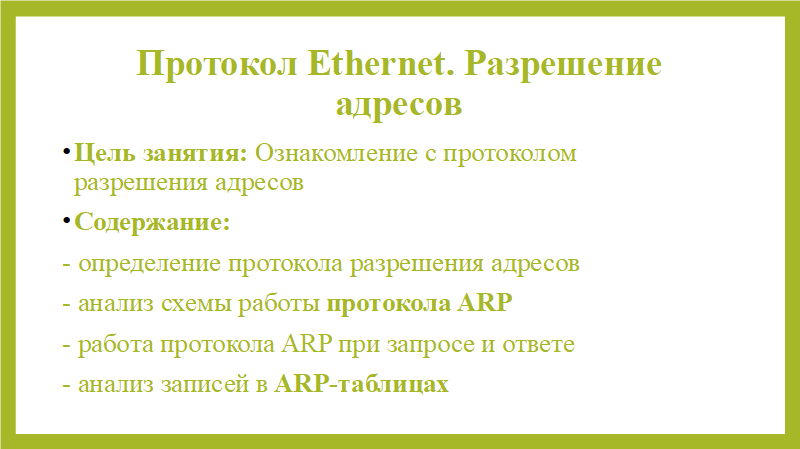 Протокол Ethernet. Разрешение
адресов
•Цель занятия: Ознакомление с протоколом
разрешения адресов
•Содержание:
- определение протокола разрешения адресов
- анализ схемы работы протокола ARP
- работа протокола ARP при запросе и ответе
- анализ записей в ARP-таблицах